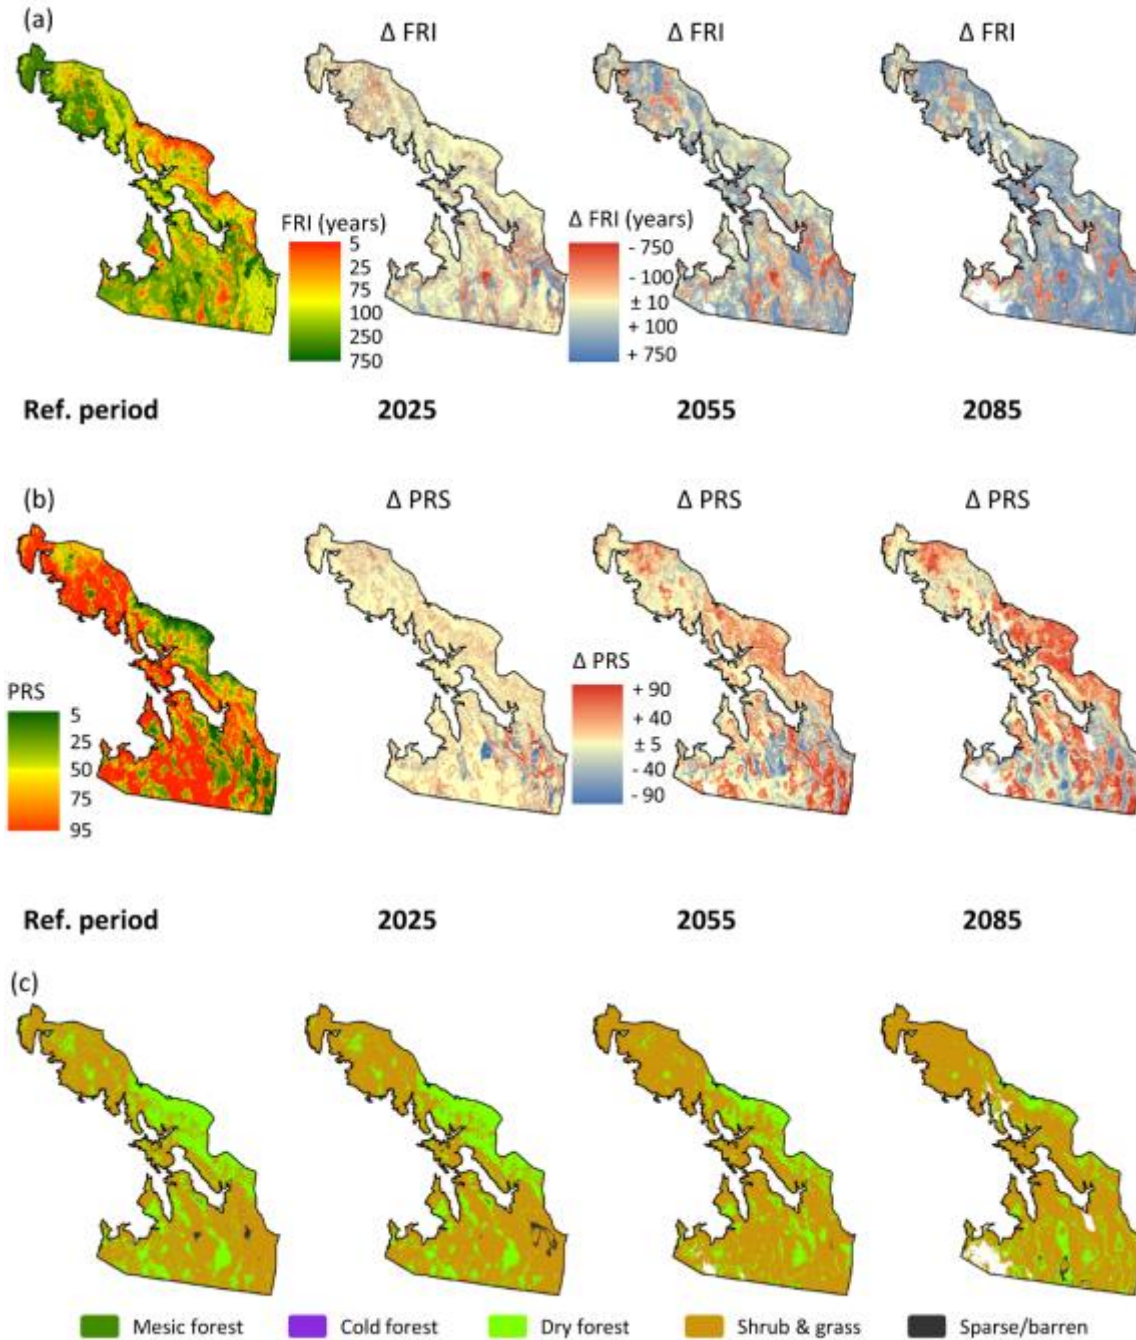 (a)
Δ FRI
Δ FRI
Δ FRI
FRI (years)
5
25
75
100
250
750
Δ FRI (years)
- 750
- 100
± 10
+ 100
+ 750
Ref. period
2025
2055
2085
(b)
Δ PRS
Δ PRS
Δ PRS
PRS
5
25
50
75
95
Δ PRS
+ 90
+ 40
± 5
- 40
- 90
Ref. period
2025
2055
2085
(c)
Mesic forest
Cold forest
Dry forest
Shrub & grass
Sparse/barren